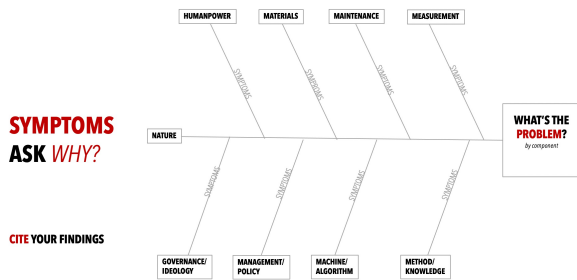 HUMANPOWER
MATERIALS
MAINTENANCE
MEASUREMENT
SYMPTOMS
SYMPTOMS
SYMPTOMS
SYMPTOMS
SYMPTOMS
ASK WHY?
NATURE
WHAT'S THE
PROBLEM?
by component
SYMPTOMS
SYMPTOMS
SYMPTOMS
SYMPTOMS
CITE YOUR FINDINGS
GOVERNANCE/
IDEOLOGY
MANAGEMENT/
POLICY
MACHINE/
ALGORITHM
METHOD/
KNOWLEDGE